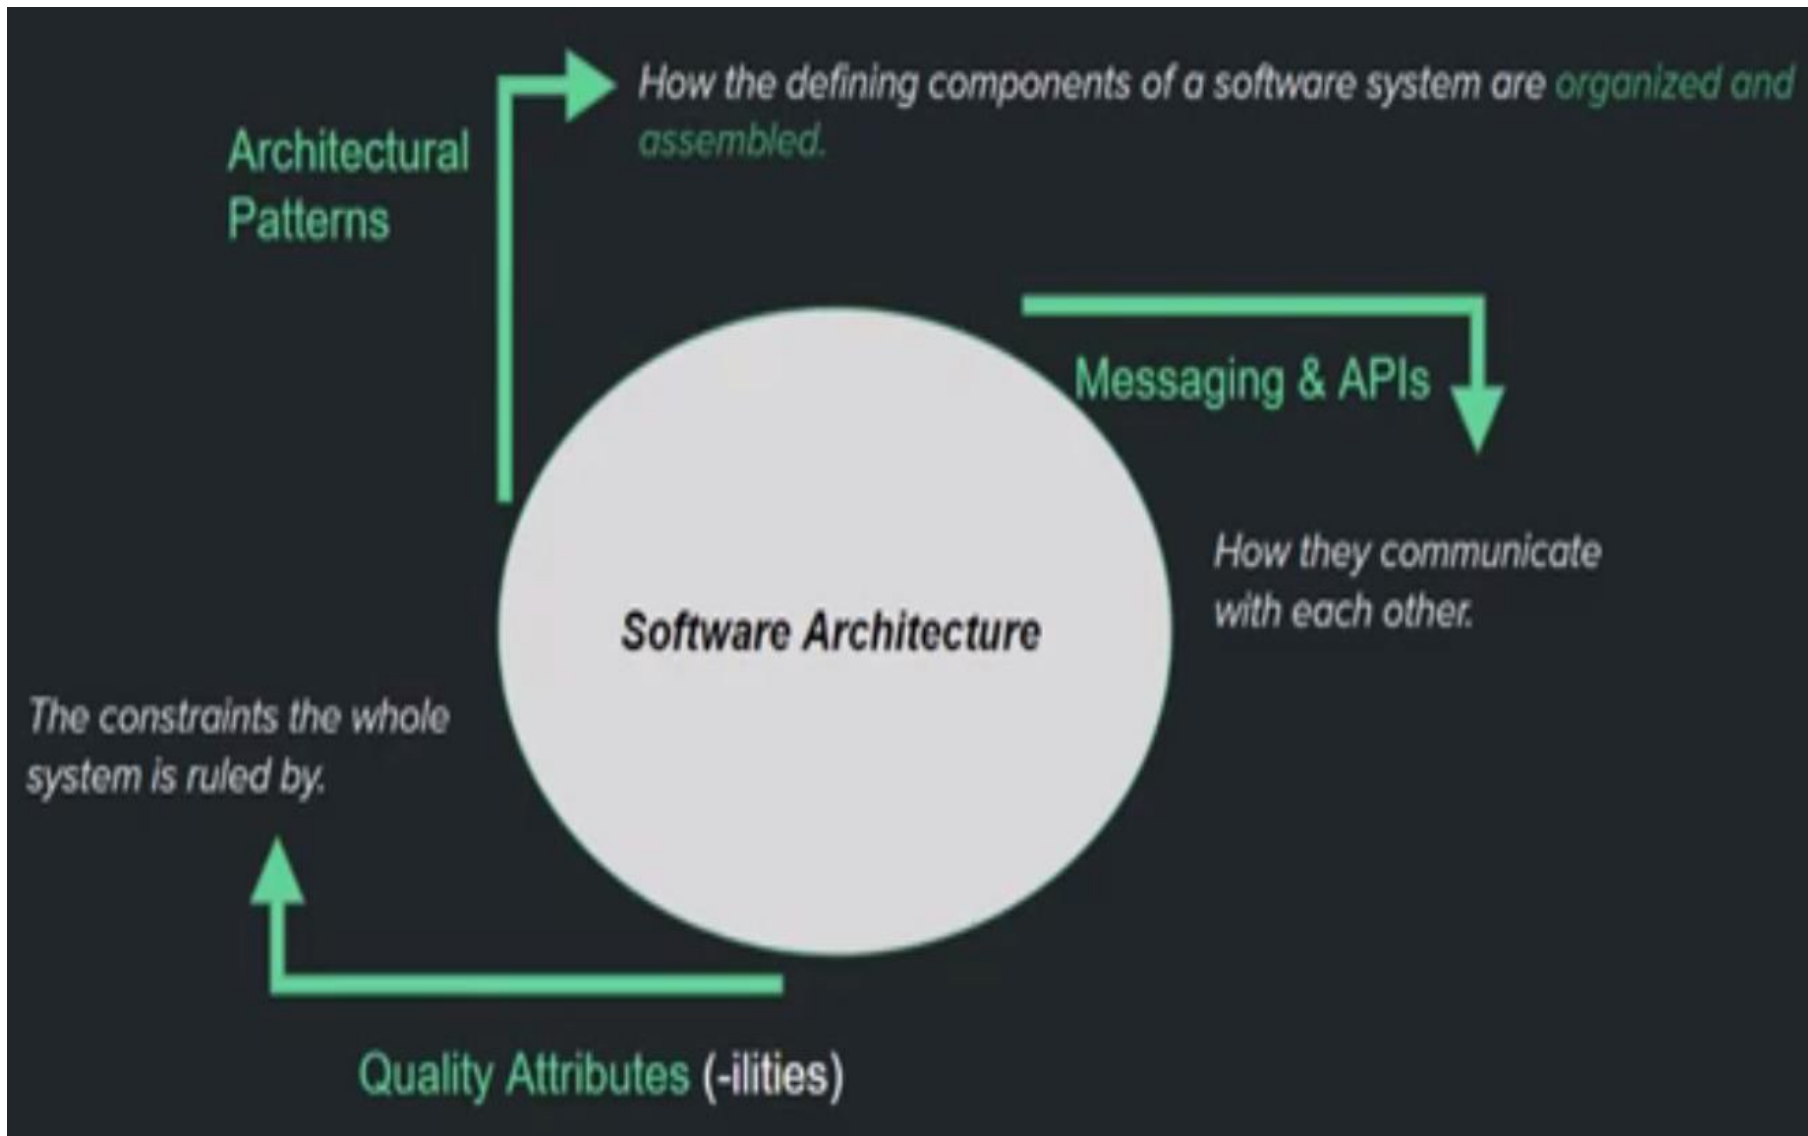 How the defining components of a software system are organized and
assembled.
Architectural
Patterns
Messaging & APIs
How they communicate
with each other.
Software Architecture
The constraints the whole
system is ruled by.
Quality Attributes (-ilities)